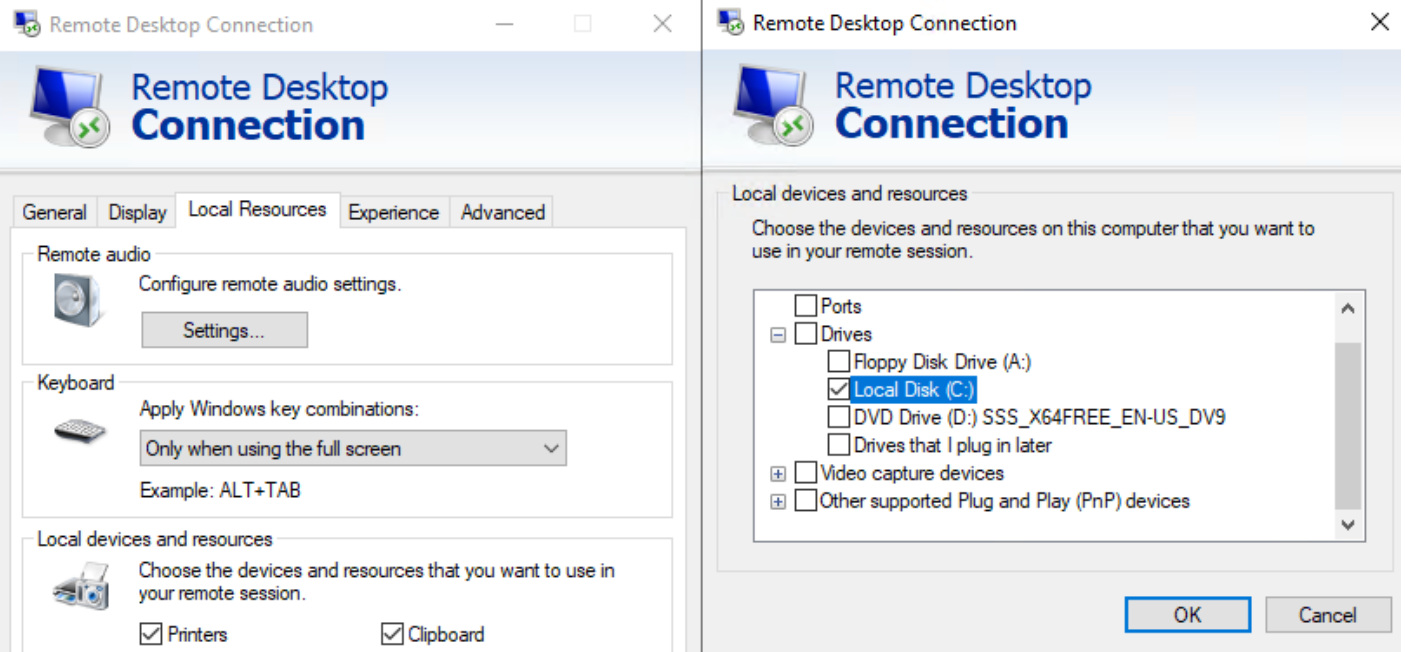 Remote Desktop Connection
Remote Desktop
Connection
General Display Local Resources Experience Advanced
Remote audio
Configure remote audio settings.
Settings...
Keyboard
Apply Windows key combinations:
Only when using the full screen
Example: ALT+TAB
Local devices and resources
Choose the devices and resources that you want to use in
your remote session.
Printers Clipboard
Remote Desktop Connection
Remote Desktop
Connection
Local devices and resources
Choose the devices and resources on this computer that you want to
use in your remote session.
Ports
Drives
Floppy Disk Drive (A:)
Local Disk (C:)
DVD Drive (D:) SSS_X64FREE_EN-US_DV9
Drives that I plug in later
Video capture devices
Other supported Plug and Play (PnP) devices
OK Cancel